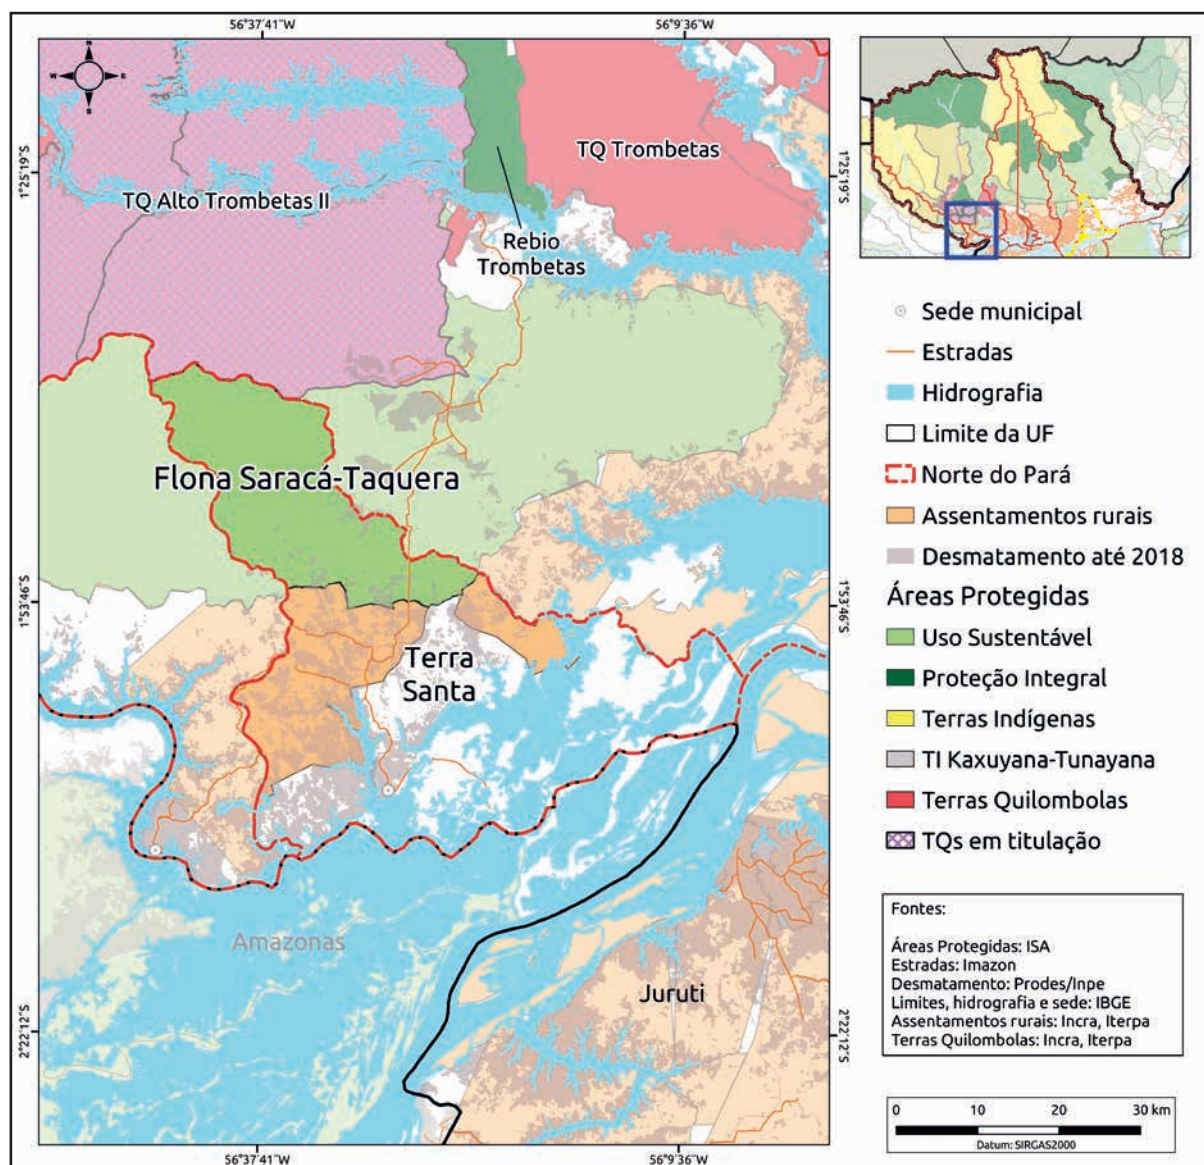 56°37'41"W
56°9'36"W
N
W
E
S
1°25'19"S
1°25'19"S
TQ Trombetas
TQ Alto Trombetas II
Rebio
Trombetas
Flona Saracá-Taquera
1°53'46"S
1°53'46"S
Terra
Santa
Amazonas
Juruti
2°22'12"S
2°22'12"S
56°37'41"W
56°9'36"W
Sede municipal
Estradas
Hidrografia
Limite da UF
Norte do Pará
Assentamentos rurais
Desmatamento até 2018
Áreas Protegidas
Uso Sustentável
Proteção Integral
Terras Indígenas
TI Kaxuyana-Tunayana
Terras Quilombolas
TQs em titulação
Fontes:
Áreas Protegidas: ISA
Estradas: Imazon
Desmatamento: Prodes/Inpe
Limites, hidrografia e sede: IBGE
Assentamentos rurais: Incra, Iterpa
Terras Quilombolas: Incra, Iterpa
0 10 20 30 km
Datum: SIRGAS2000